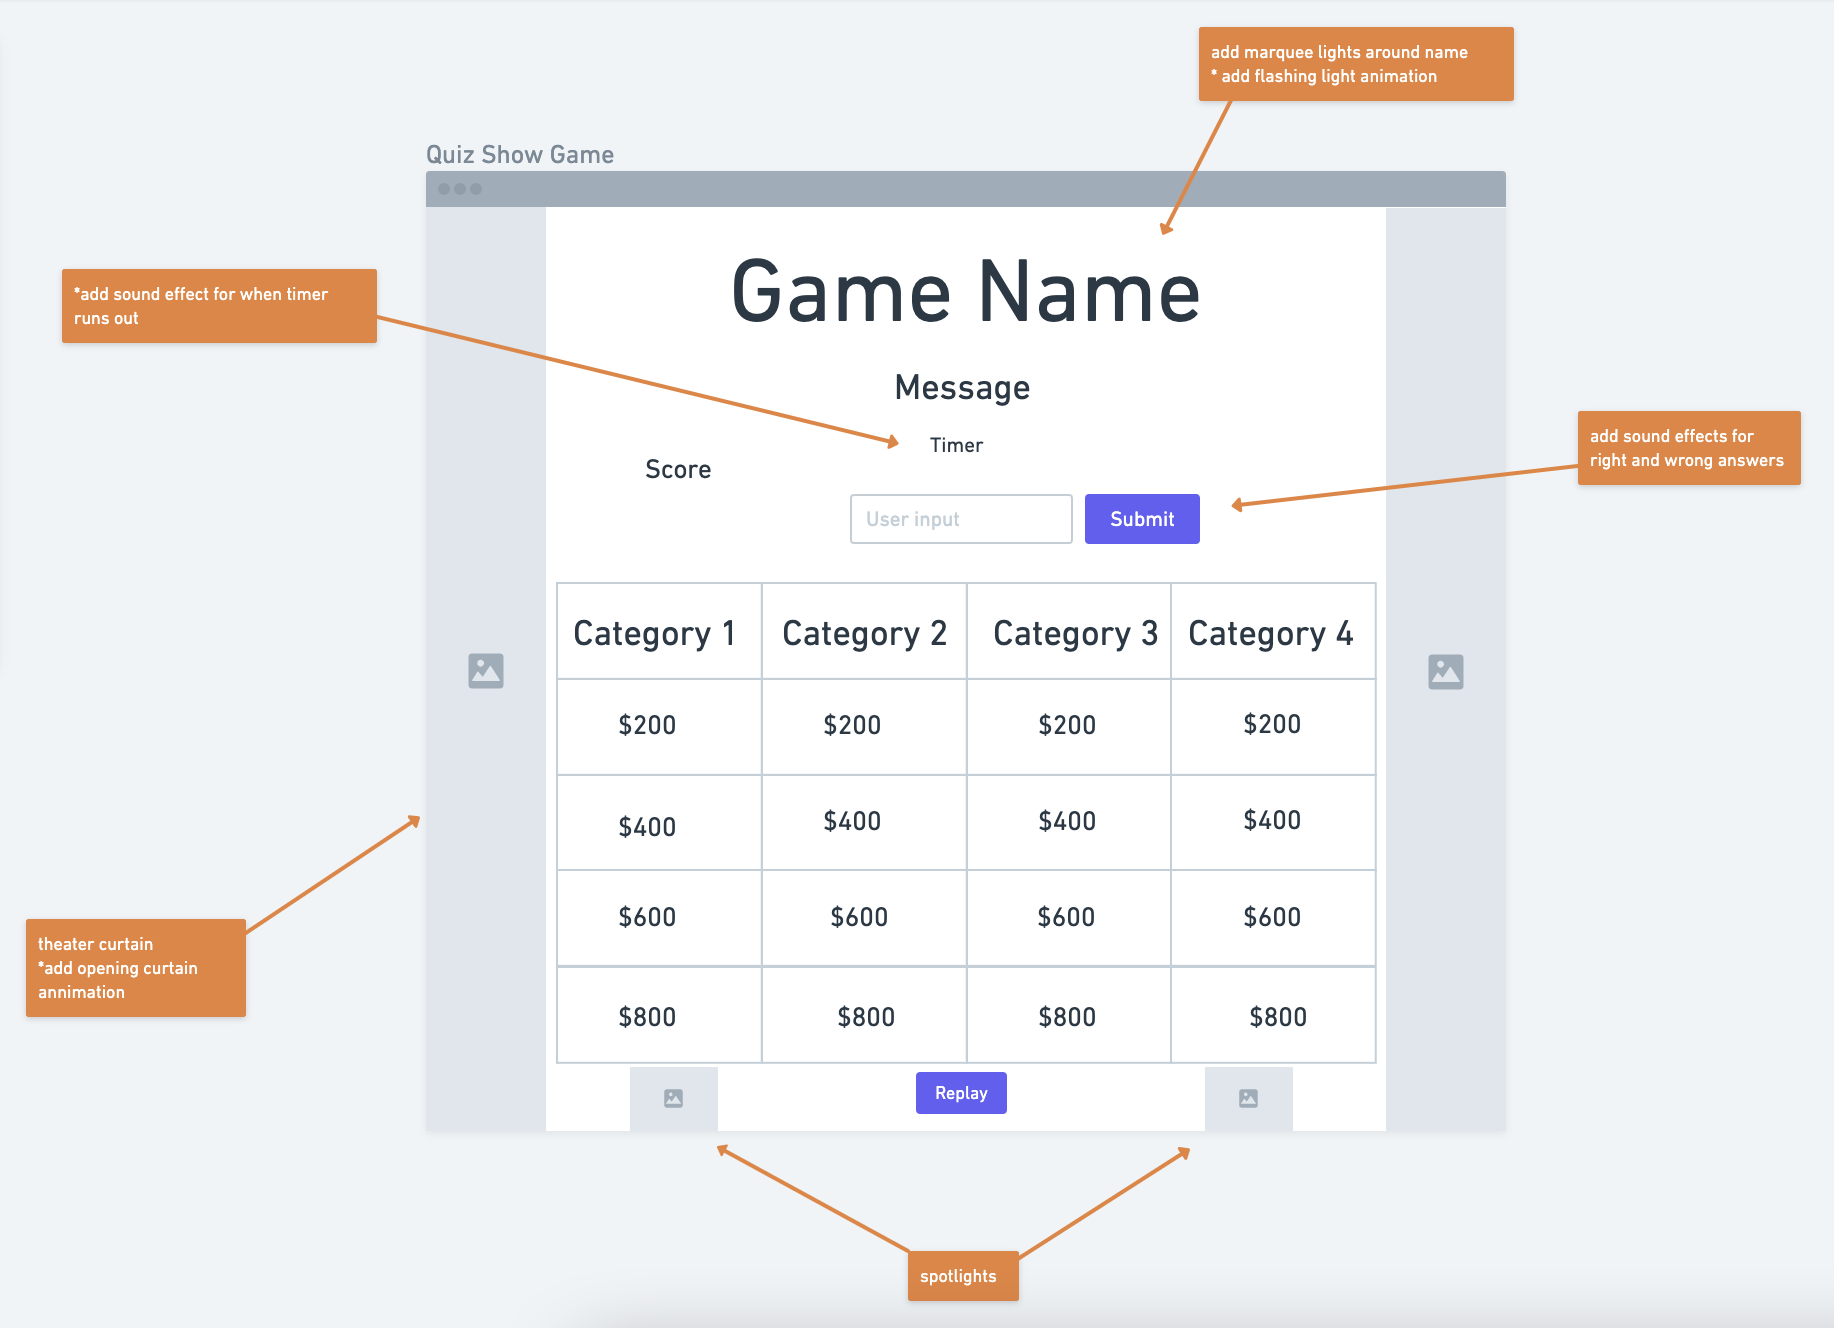 add marquee lights around name
* add flashing light animation
Quiz Show Game
Game Name
*add sound effect for when timer
runs out
Message
Timer
Score
add sound effects for
right and wrong answers
User input
Submit
Category 1
Category 2
Category 3
Category 4
$200
$200
$200
$200
$400
$400
$400
$400
$600
$600
$600
$600
$800
$800
$800
$800
theater curtain
*add opening curtain
annimation
Replay
spotlights